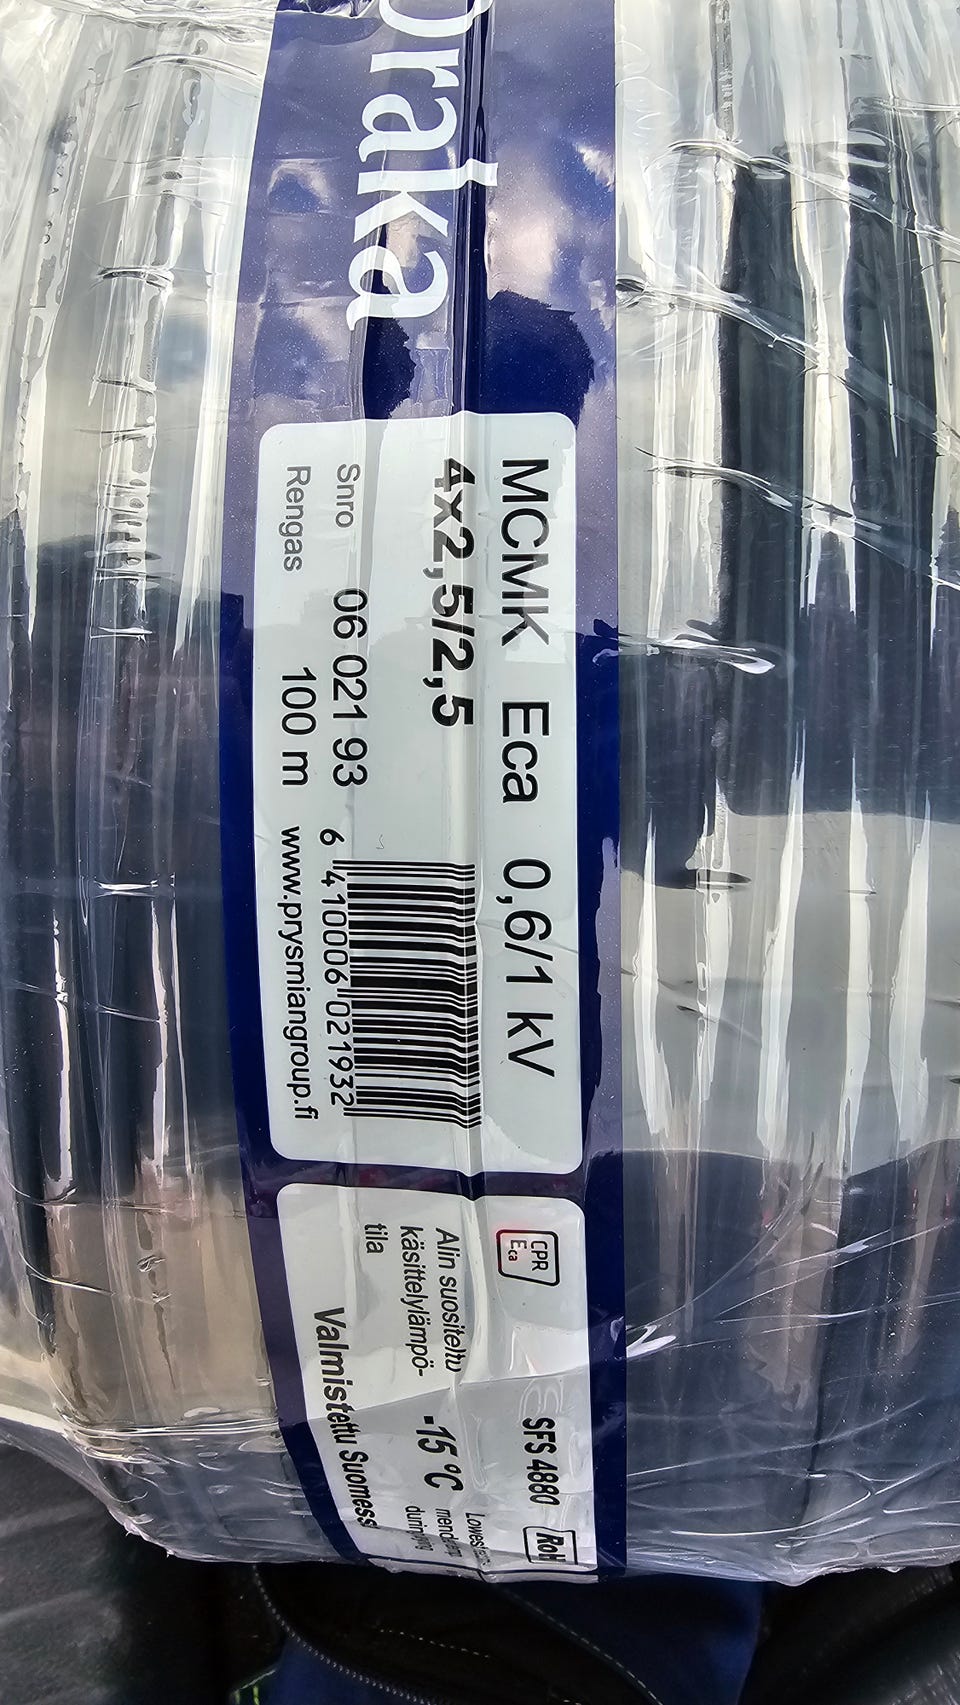 Draka
MCMK Eca 0,6/1 kV
4x2,5/2,5
Snro 06 021 93
Rengas 100 m
6 410006 021932
www.prysmiangroup.fi
CPR
Eca
SFS 4880
RoH
Alin suositeltu
käsittelylämpö-
tila
-15 °C
Valmistettu Suomessa